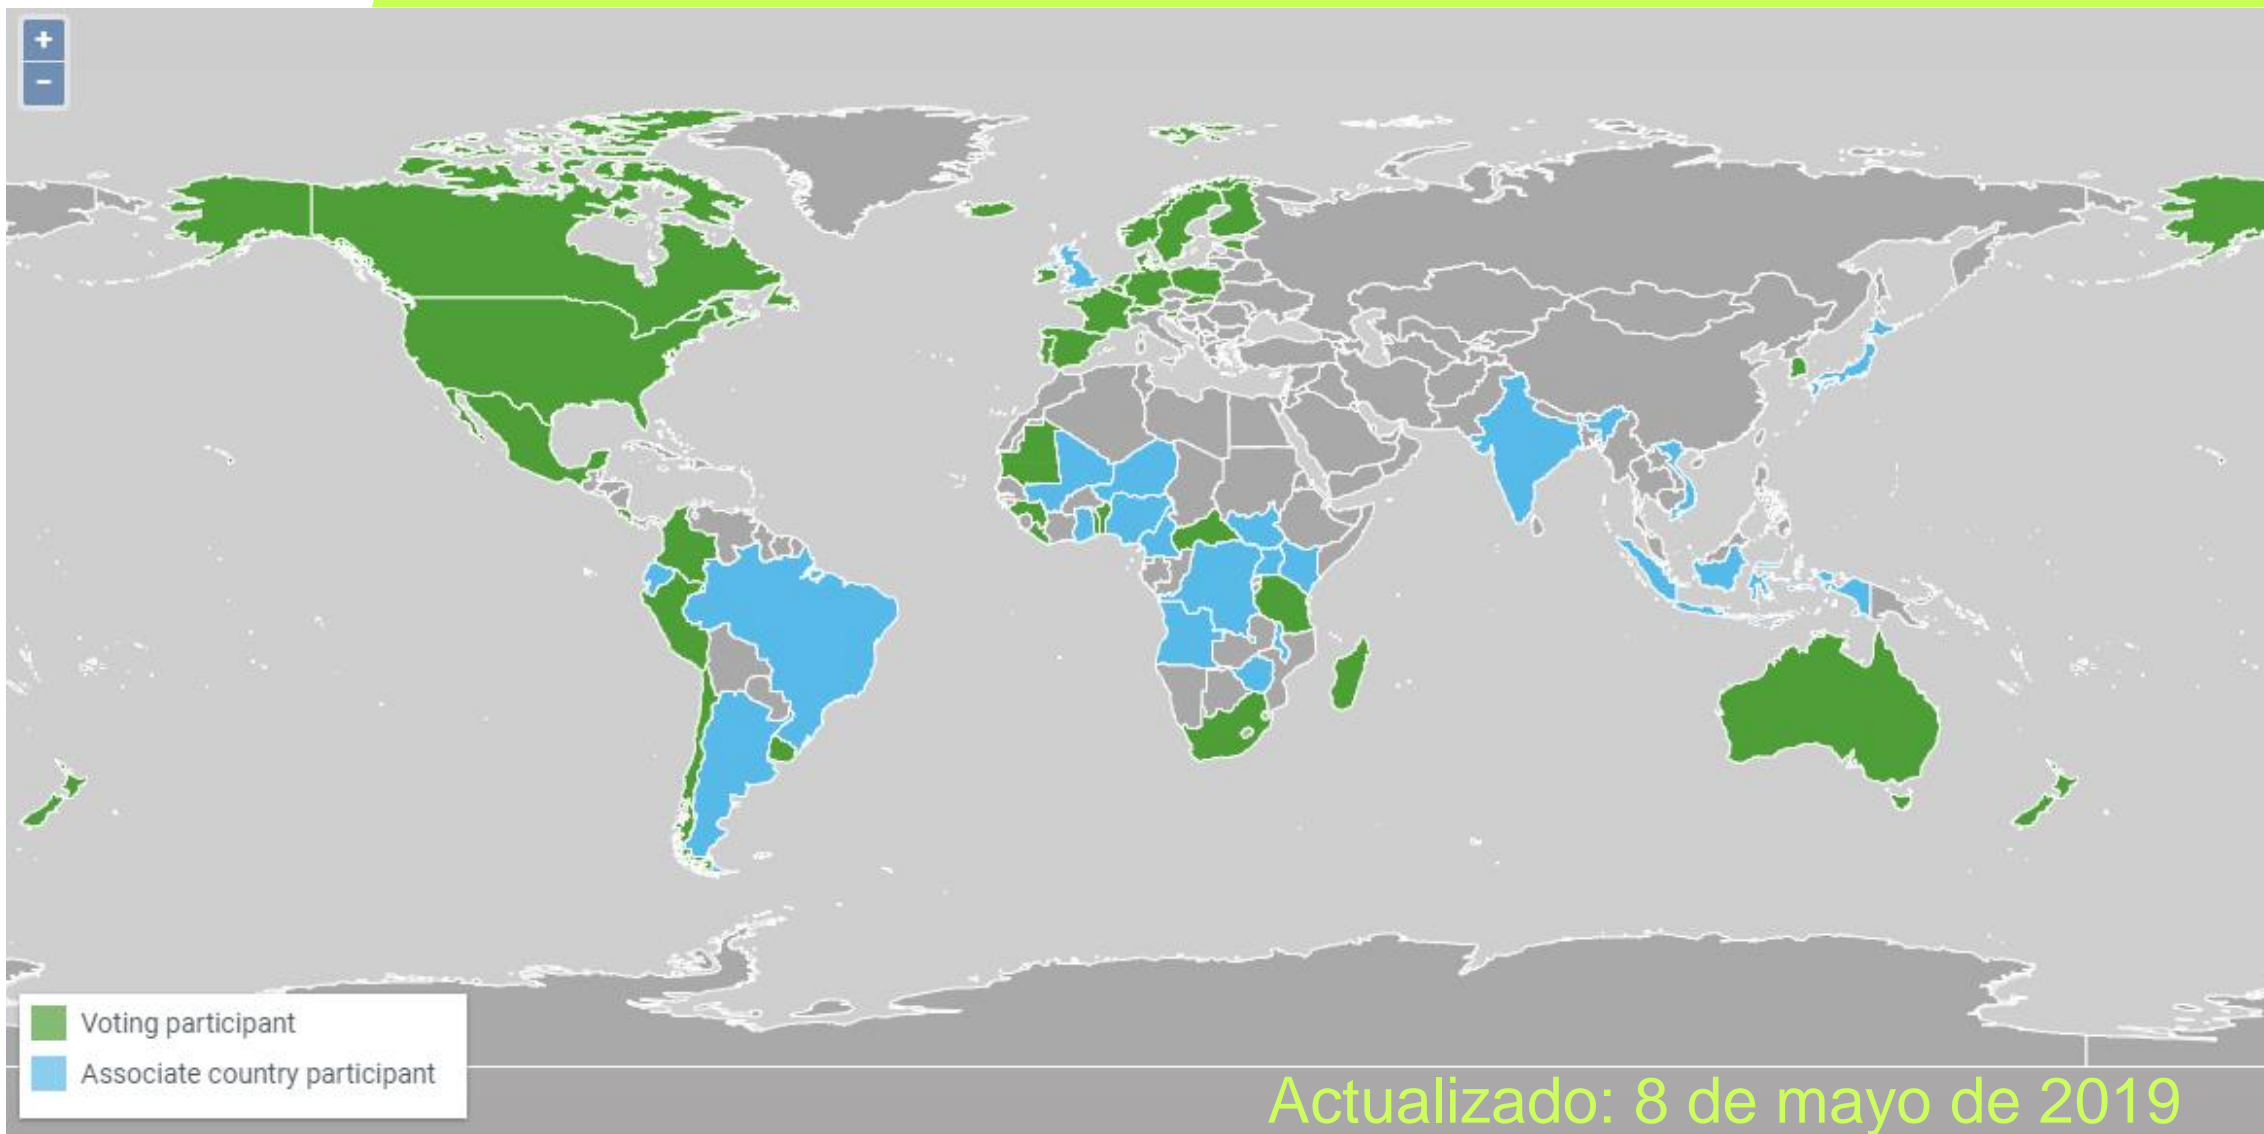 +
−
Voting participant
Associate country participant
Actualizado: 8 de mayo de 2019